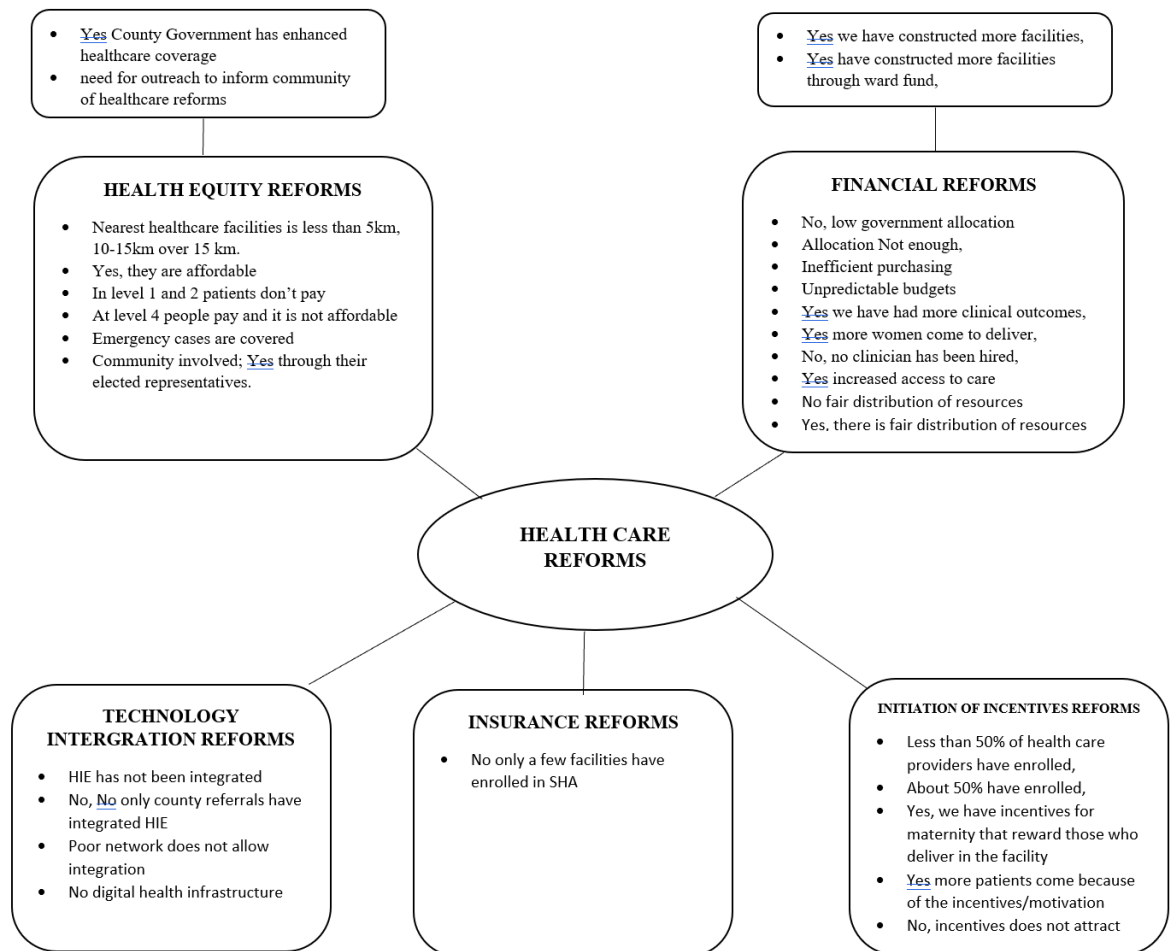 Yes County Government has enhanced
healthcare coverage
need for outreach to inform community
of healthcare reforms
Yes we have constructed more facilities,
Yes have constructed more facilities
through ward fund,
HEALTH EQUITY REFORMS
Nearest healthcare facilities is less than 5km,
10-15km over 15 km.
Yes, they are affordable
In level 1 and 2 patients don’t pay
At level 4 people pay and it is not affordable
Emergency cases are covered
Community involved; Yes through their
elected representatives.
FINANCIAL REFORMS
No, low government allocation
Allocation Not enough,
Inefficient purchasing
Unpredictable budgets
Yes we have had more clinical outcomes,
Yes more women come to deliver,
No, no clinician has been hired,
Yes increased access to care
No fair distribution of resources
Yes, there is fair distribution of resources
HEALTH CARE
REFORMS
TECHNOLOGY
INTERGRATION REFORMS
HIE has not been integrated
No, No only county referrals have
integrated HIE
Poor network does not allow
integration
No digital health infrastructure
INSURANCE REFORMS
No only a few facilities have
enrolled in SHA
INITIATION OF INCENTIVES REFORMS
Less than 50% of health care
providers have enrolled,
About 50% have enrolled,
Yes, we have incentives for
maternity that reward those who
deliver in the facility
Yes more patients come because
of the incentives/motivation
No, incentives does not attract